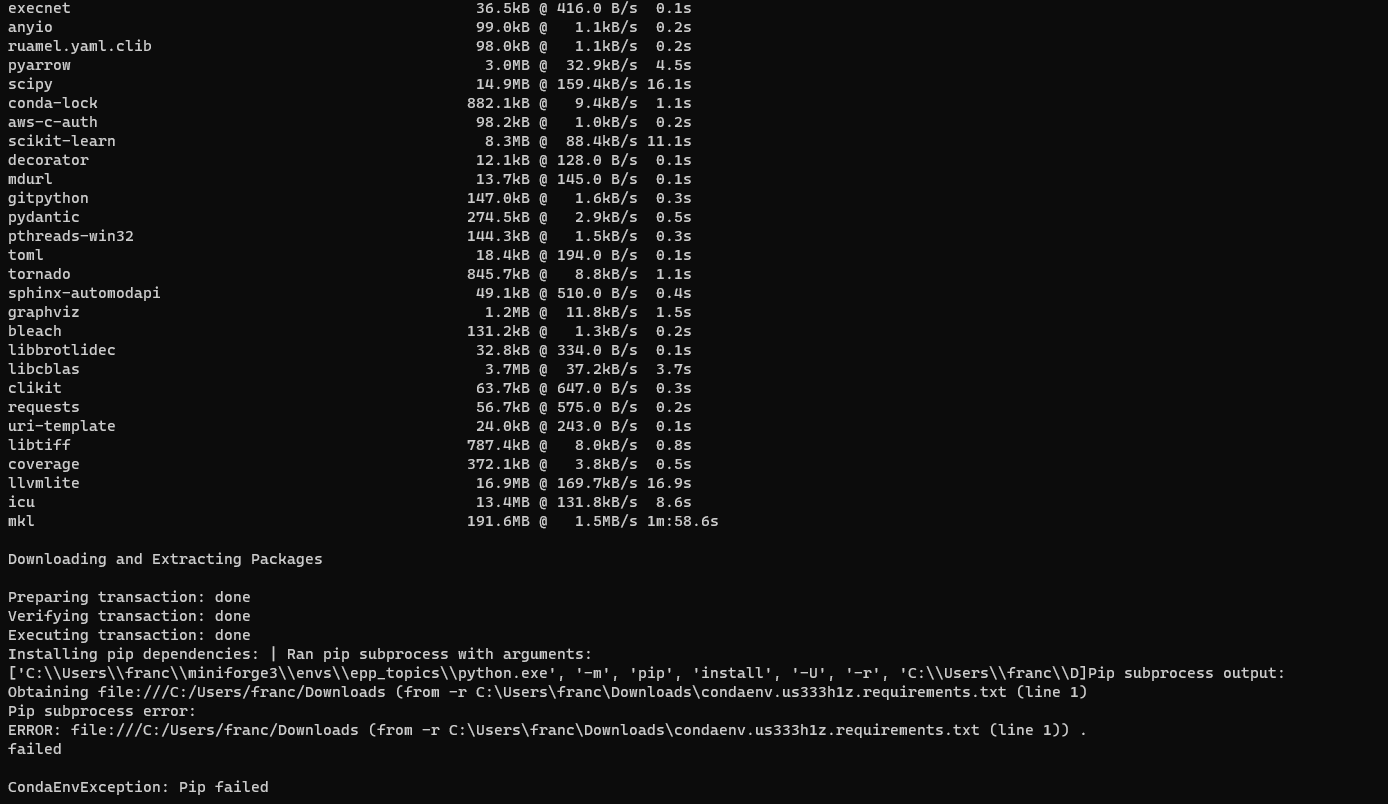 execnet 36.5kB @ 416.0 B/s 0.1s
anyio 99.0kB @ 1.1kB/s 0.2s
ruamel.yaml.clib 98.0kB @ 1.1kB/s 0.2s
pyarrow 3.0MB @ 32.9kB/s 4.5s
scipy 14.9MB @ 159.4kB/s 16.1s
conda-lock 882.1kB @ 9.4kB/s 1.1s
aws-c-auth 98.2kB @ 1.0kB/s 0.2s
scikit-learn 8.3MB @ 88.4kB/s 11.1s
decorator 12.1kB @ 128.0 B/s 0.1s
mdurl 13.7kB @ 145.0 B/s 0.1s
gitpython 147.0kB @ 1.6kB/s 0.3s
pydantic 274.5kB @ 2.9kB/s 0.5s
pthreads-win32 144.3kB @ 1.5kB/s 0.3s
toml 18.4kB @ 194.0 B/s 0.1s
tornado 845.7kB @ 8.8kB/s 1.1s
sphinx-automodapi 49.1kB @ 510.0 B/s 0.4s
graphviz 1.2MB @ 11.8kB/s 1.5s
bleach 131.2kB @ 1.3kB/s 0.2s
libbrotlidec 32.8kB @ 334.0 B/s 0.1s
libcblas 3.7MB @ 37.2kB/s 3.7s
clikit 63.7kB @ 647.0 B/s 0.3s
requests 56.7kB @ 575.0 B/s 0.2s
uri-template 24.0kB @ 243.0 B/s 0.1s
libtiff 787.4kB @ 8.0kB/s 0.8s
coverage 372.1kB @ 3.8kB/s 0.5s
llvmlite 16.9MB @ 169.7kB/s 16.9s
icu 13.4MB @ 131.8kB/s 8.6s
mkl 191.6MB @ 1.5MB/s 1m:58.6s
Downloading and Extracting Packages
Preparing transaction: done
Verifying transaction: done
Executing transaction: done
Installing pip dependencies: | Ran pip subprocess with arguments:
['C:\\Users\\franc\\miniforge3\\envs\\epp_topics\\python.exe', '-m', 'pip', 'install', '-U', '-r', 'C:\\Users\\franc\\D]Pip subprocess output:
Obtaining file:///C:/Users/franc/Downloads (from -r C:\Users\franc\Downloads\condaenv.us333h1z.requirements.txt (line 1)
Pip subprocess error:
ERROR: file:///C:/Users/franc/Downloads (from -r C:\Users\franc\Downloads\condaenv.us333h1z.requirements.txt (line 1)) .
failed
CondaEnvException: Pip failed